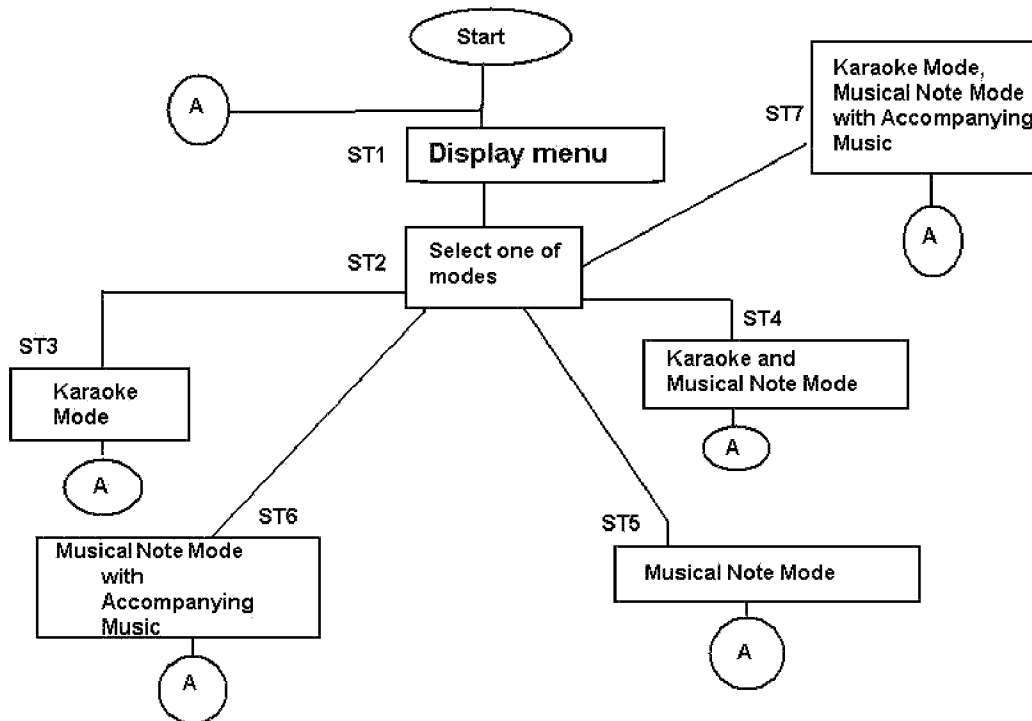 Start
A
Karaoke Mode,
Musical Note Mode
with Accompanying
Music
ST7
ST1
Display menu
A
ST2
Select one of
modes
ST4
ST3
Karaoke and
Musical Note Mode
Karaoke
Mode
A
A
ST6
ST5
Musical Note Mode
with
Accompanying
Music
Musical Note Mode
A
A